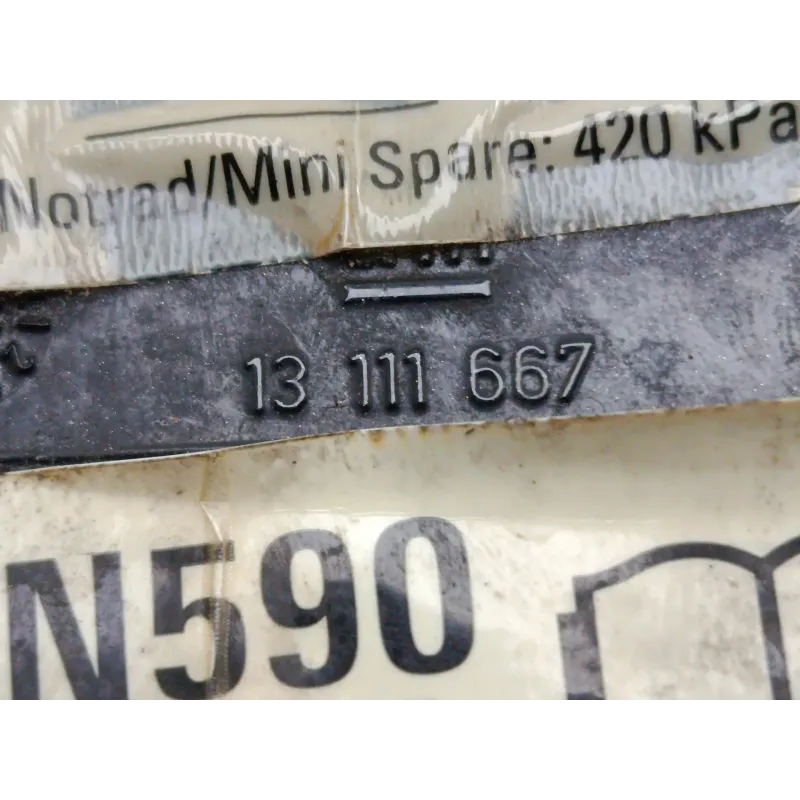 Notrad/Mini Spare: 420 kPa
13 111 667
N590